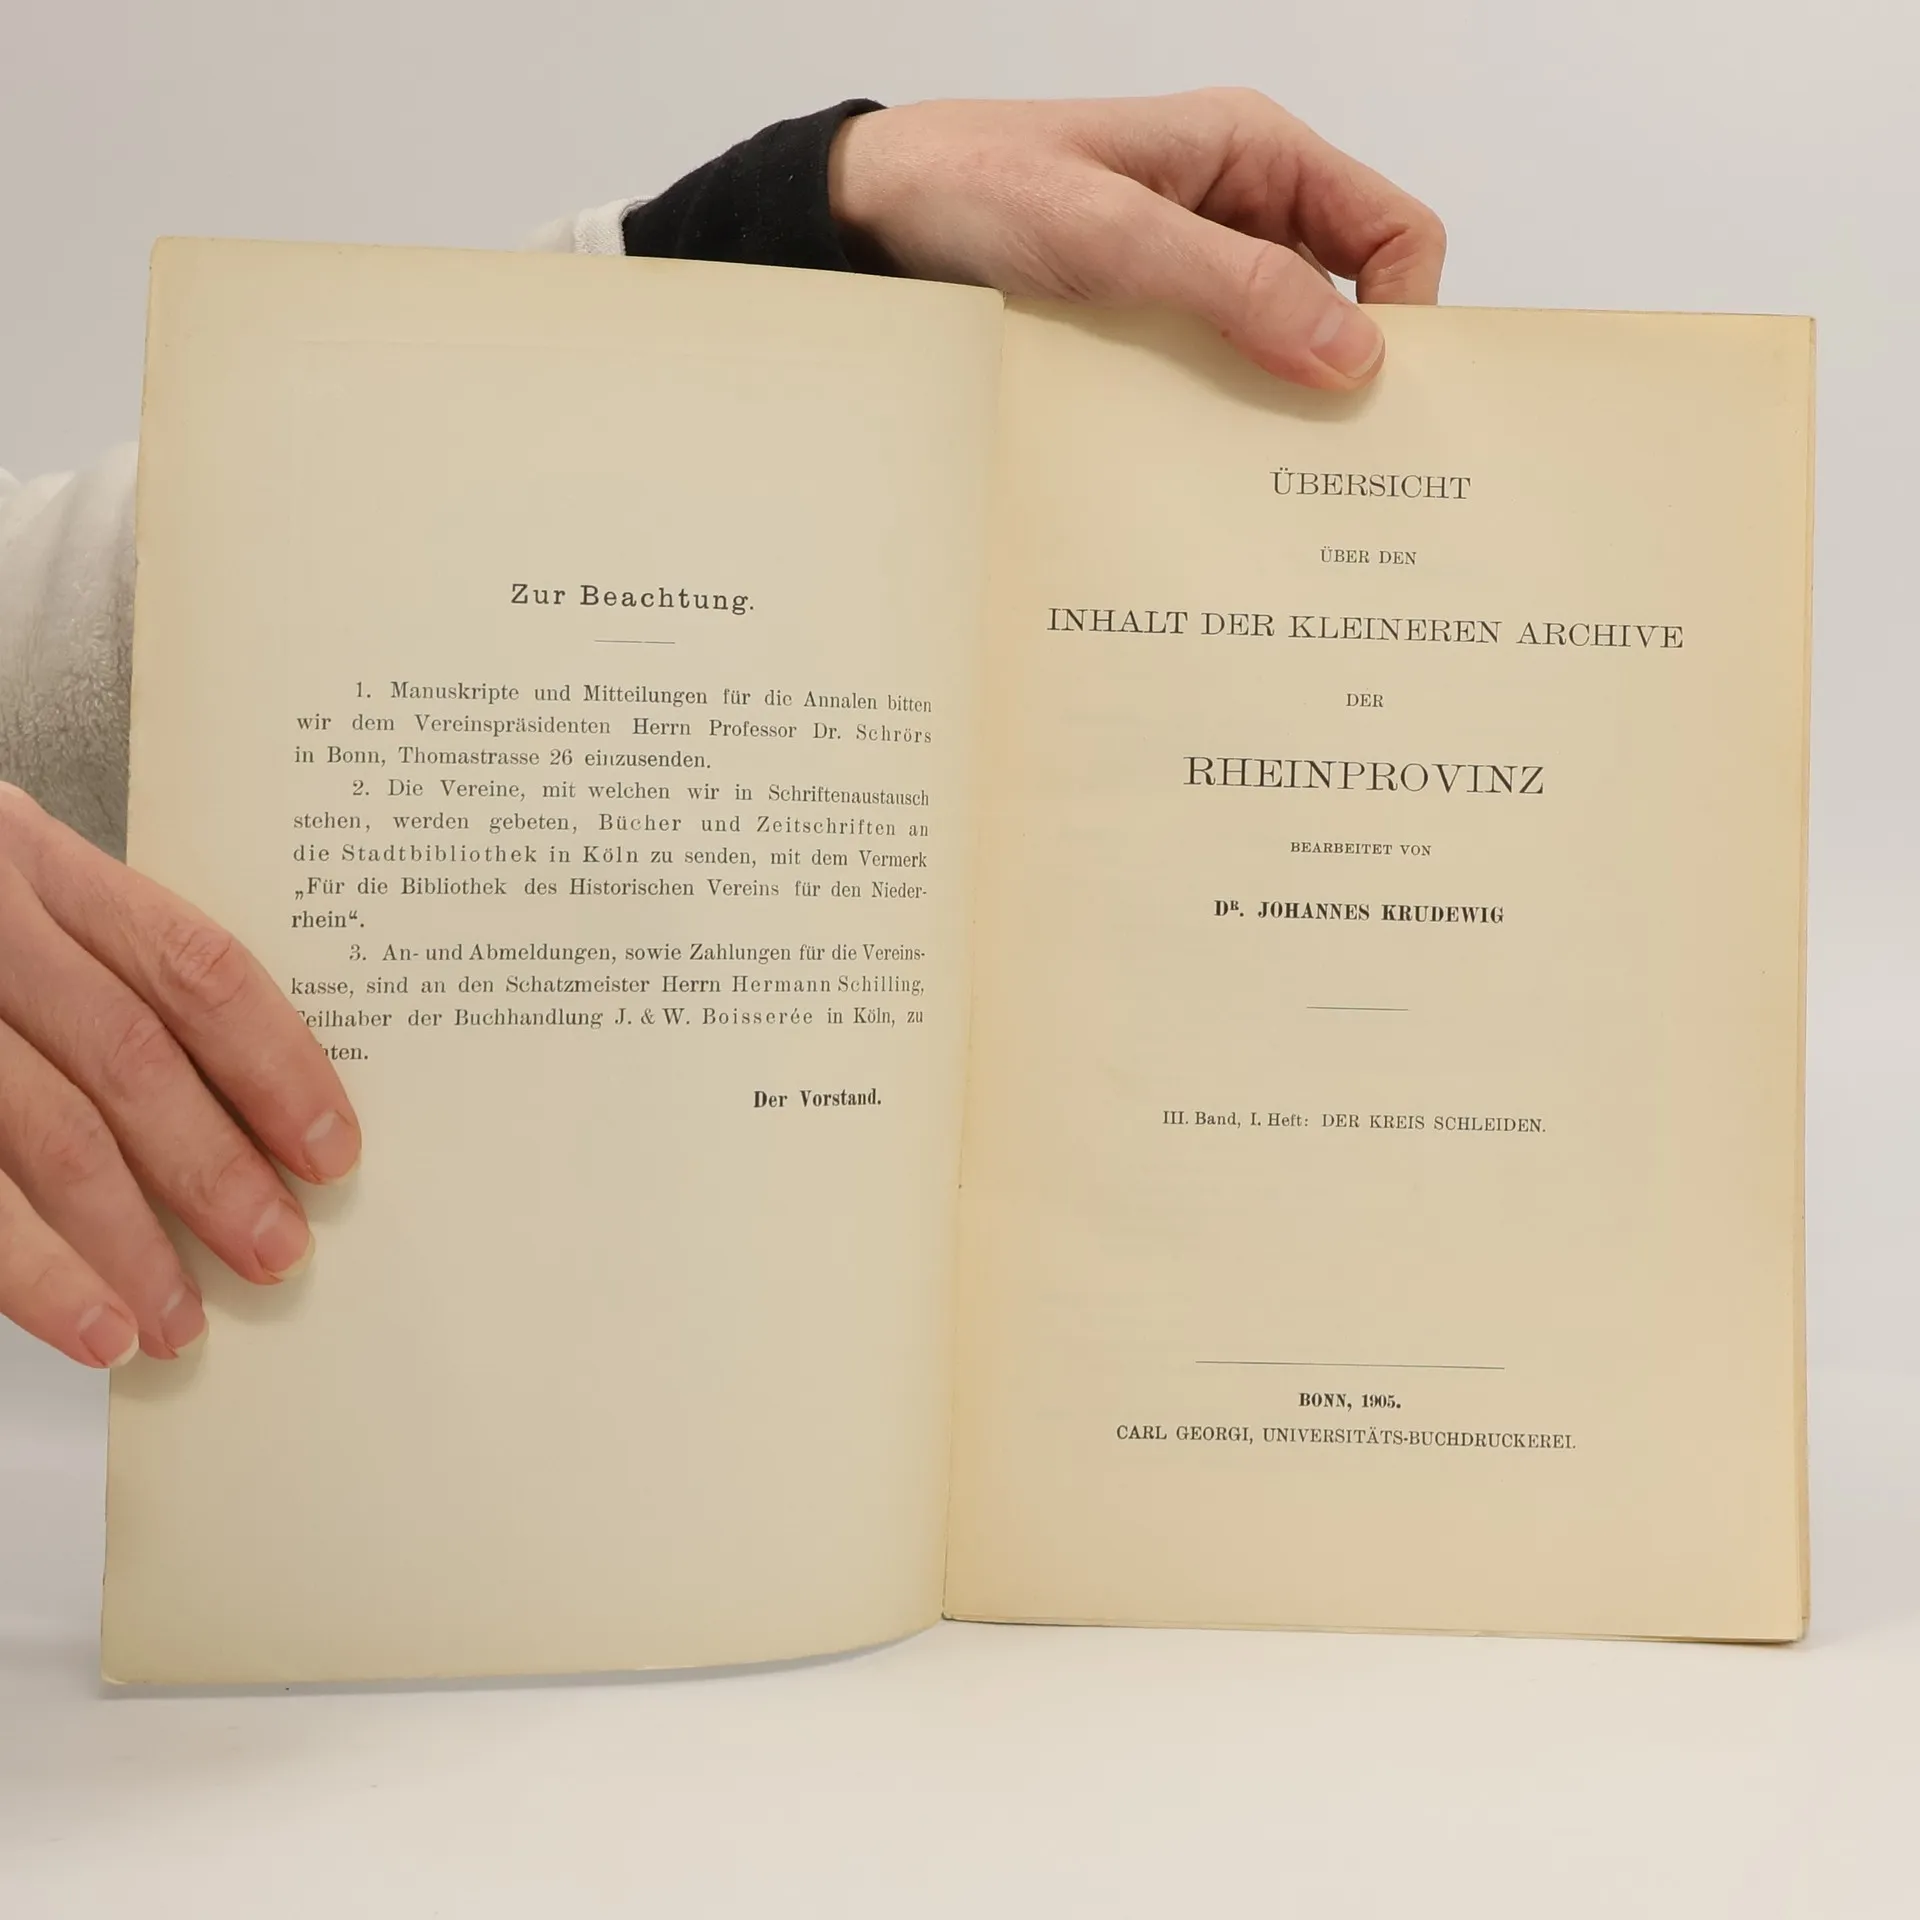 Zur Beachtung.
1. Manuskripte und Mitteilungen für die Annalen bitten
wir dem Vereinspräsidenten Herrn Professor Dr. Schrörs
in Bonn, Thomastrasse 26 einzusenden.
2. Die Vereine, mit welchen wir in Schriftenaustausch
stehen, werden gebeten, Bücher und Zeitschriften an
die Stadtbibliothek in Köln zu senden, mit dem Vermerk
„Für die Bibliothek des Historischen Vereins für den Nieder-
rhein“.
3. An- und Abmeldungen, sowie Zahlungen für die Vereins-
kasse, sind an den Schatzmeister Herrn Hermann Schilling,
der Buchhandlung J. & W. Boisserée in Köln, zu
Der Vorstand.
ÜBERSICHT
ÜBER DEN
INHALT DER KLEINEREN ARCHIVE
DER
RHEINPROVINZ
BEARBEITET VON
DR. JOHANNES KRUDEWIG
III. Band, I. Heft: DER KREIS SCHLEIDEN.
BONN, 1905.
CARL GEORGI, UNIVERSITÄTS-BUCHDRUCKEREI.